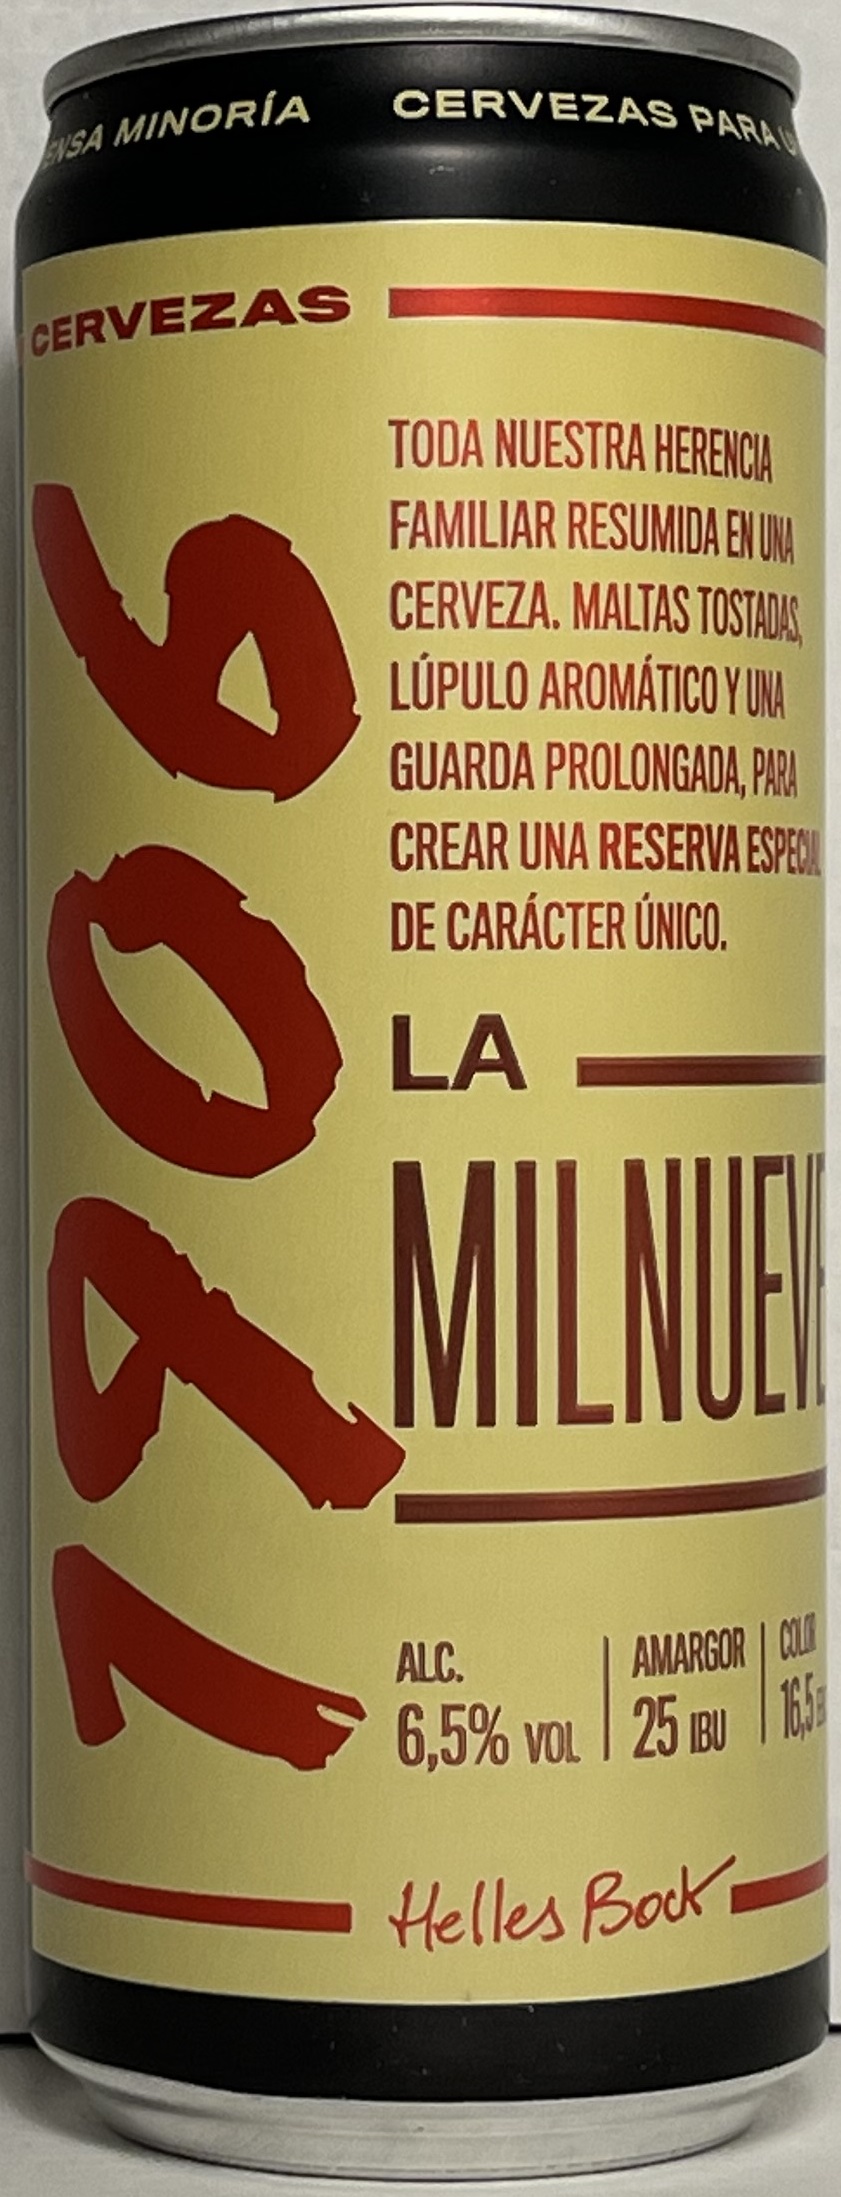 MINORÍA
CERVEZAS PARA
CERVEZAS
1906
TODA NUESTRA HERENCIA
FAMILIAR RESUMIDA EN UNA
CERVEZA. MALTAS TOSTADAS,
LÚPULO AROMÁTICO Y UNA
GUARDA PROLONGADA, PARA
CREAR UNA RESERVA ESPECIAL
DE CARÁCTER ÚNICO.
LA
MILNUEVE
ALC.
6,5% VOL
AMARGOR
25 IBU
COLOR
16,5
Helles Bock